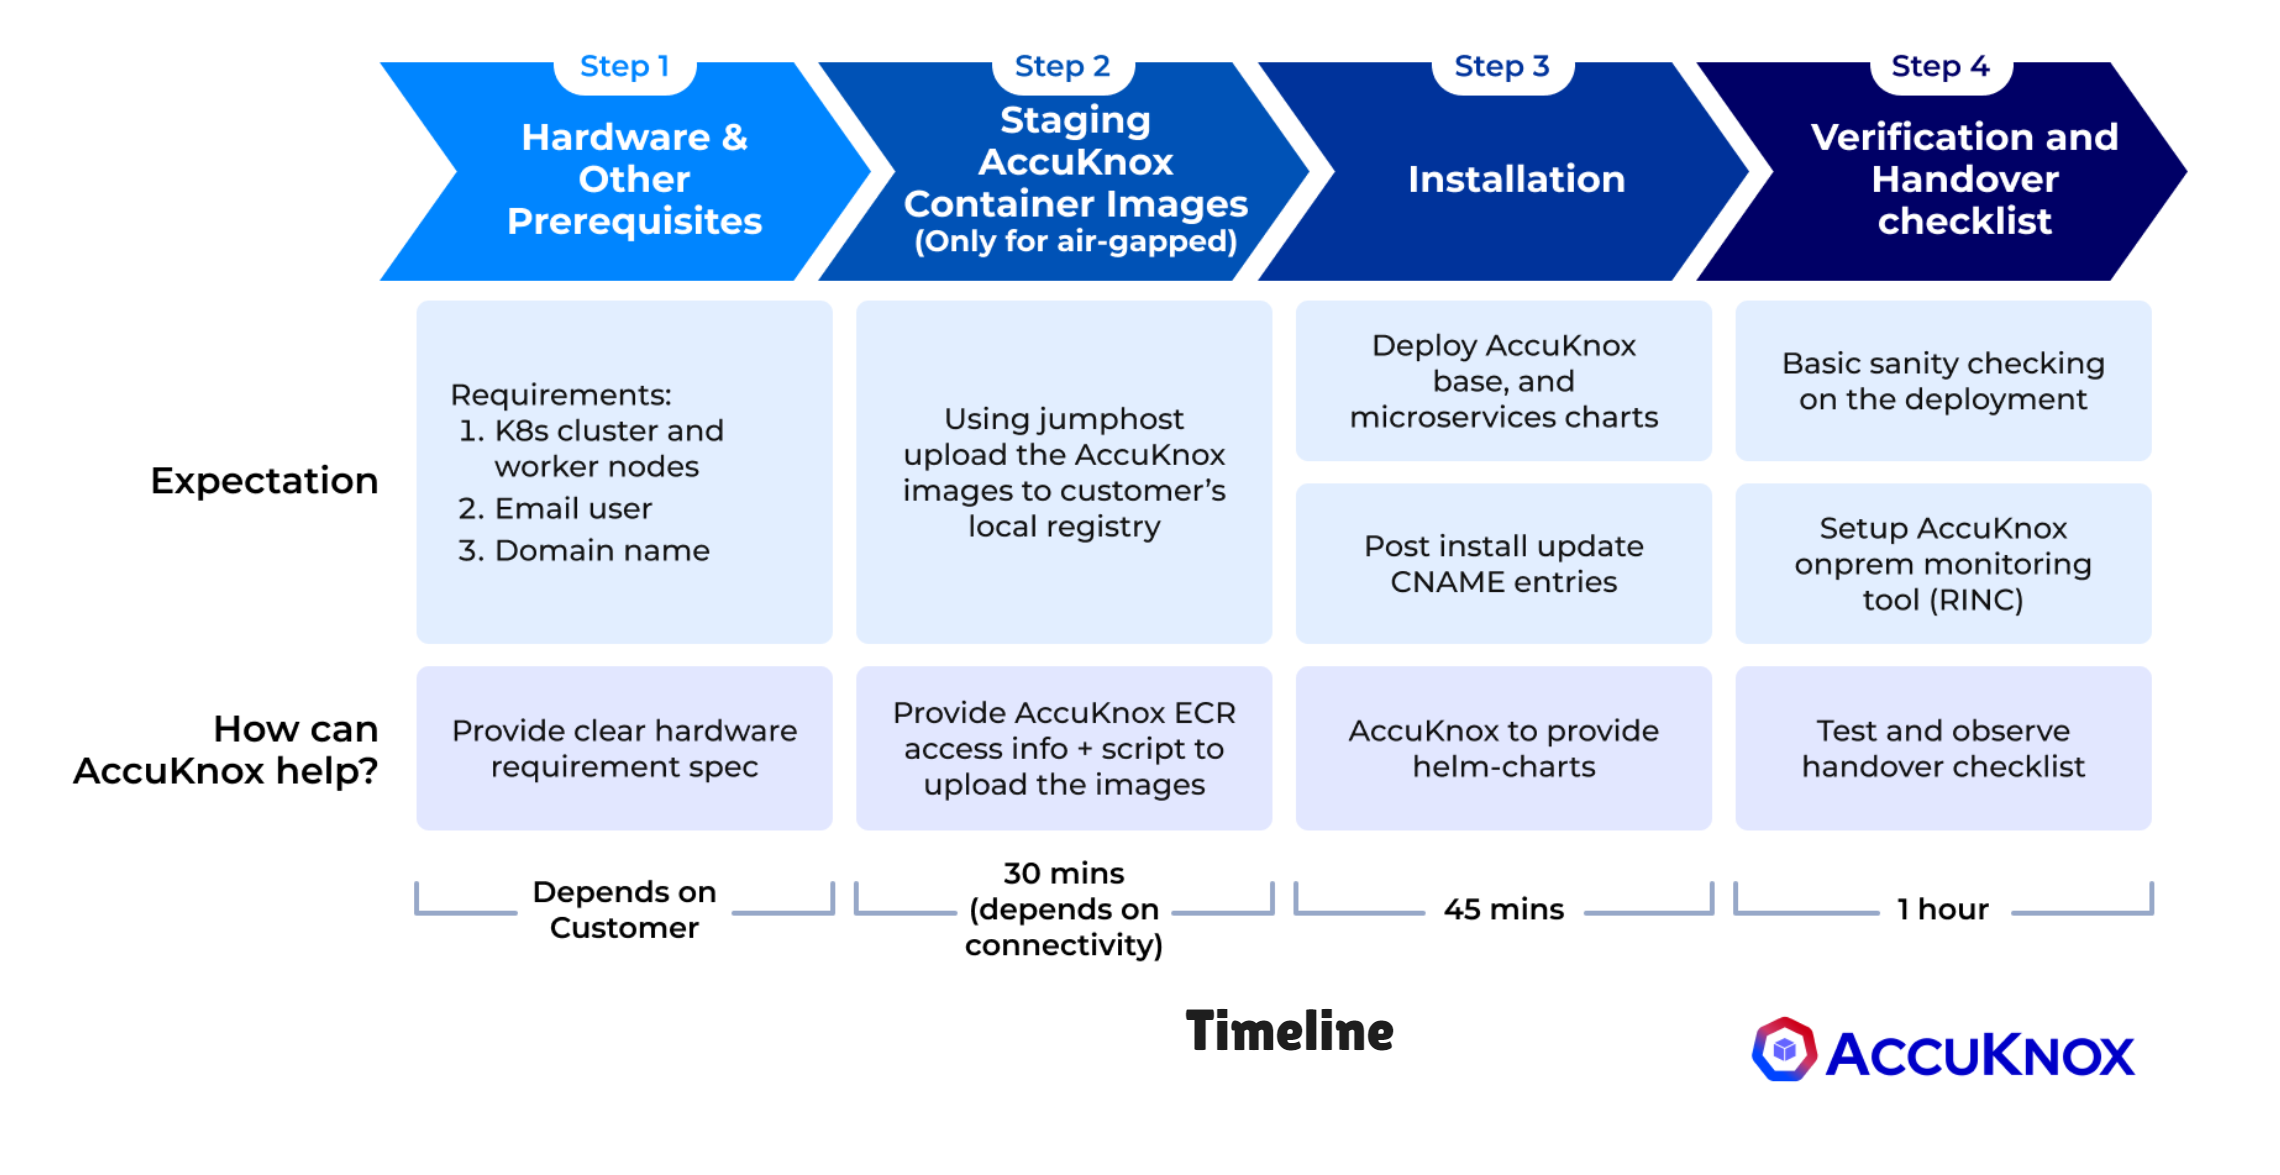 Step 1
Hardware &
Other
Prerequisites
Step 2
Staging
AccuKnox
Container Images
(Only for air-gapped)
Step 3
Installation
Step 4
Verification and
Handover
checklist
Expectation
Requirements:
1. K8s cluster and
worker nodes
2. Email user
3. Domain name
Using jumphost
upload the AccuKnox
images to customer’s
local registry
Deploy AccuKnox
base, and
microservices charts
Post install update
CNAME entries
Basic sanity checking
on the deployment
Setup AccuKnox
onprem monitoring
tool (RINC)
How can
AccuKnox help?
Provide clear hardware
requirement spec
Provide AccuKnox ECR
access info + script to
upload the images
AccuKnox to provide
helm-charts
Test and observe
handover checklist
Depends on
Customer
30 mins
(depends on
connectivity)
45 mins
1 hour
Timeline
ACCUKNOX